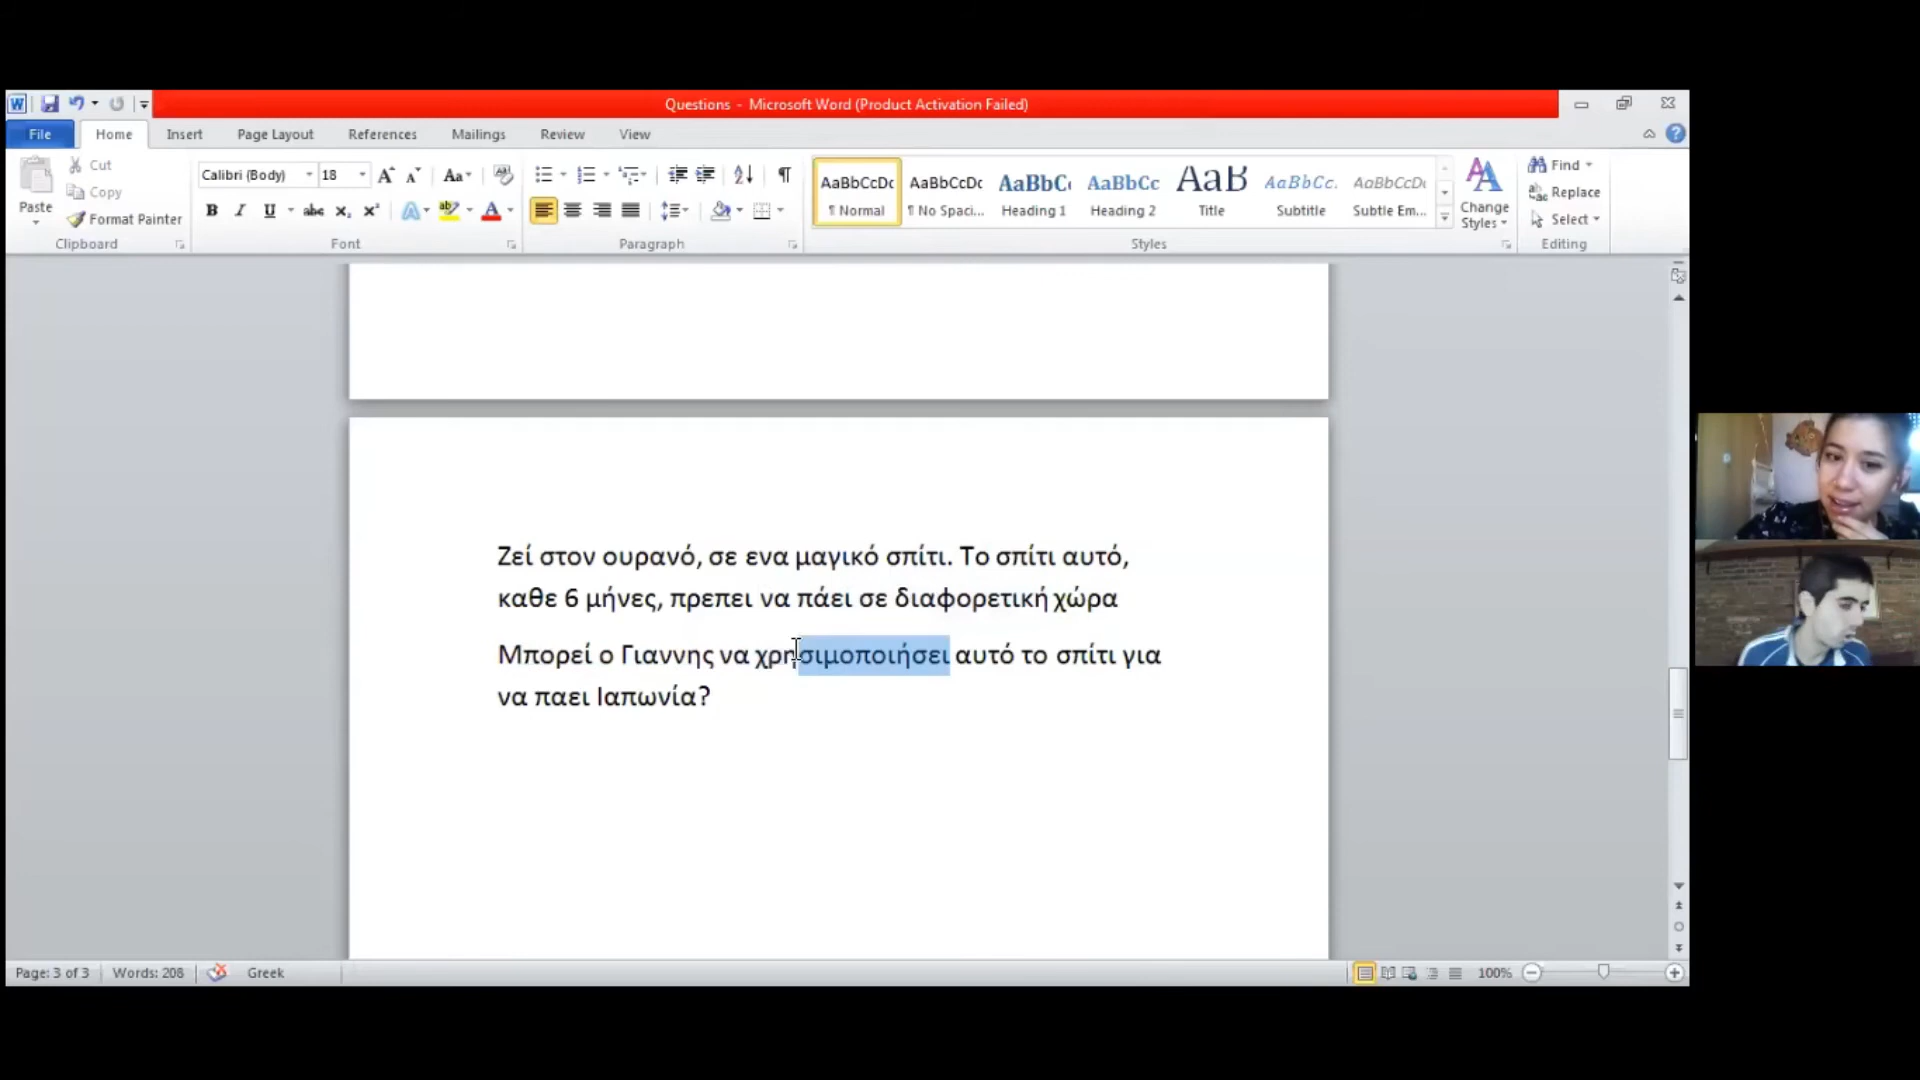 Questions - Microsoft Word (Product Activation Failed)
File Home Insert Page Layout References Mailings Review View
Paste
Cut
Copy
Format Painter
Clipboard
Calibri (Body) 18
Font
Paragraph
AaBbCcDc AaBbCcDc AaBbC AaBbCc AaB AaBbCc. AaBbCcDc
¶ Normal ¶ No Spaci... Heading 1 Heading 2 Title Subtitle Subtle Em...
Change Styles
Styles
Find
Replace
Select
Editing
Ζεί στον ουρανό, σε ενα μαγικό σπίτι. Το σπίτι αυτό,
καθε 6 μήνες, πρεπει να πάει σε διαφορετική χώρα
Μπορεί ο Γιαννης να χρησιμοποιήσει αυτό το σπίτι για
να παει Ιαπωνία?
Page: 3 of 3 Words: 208 Greek 100%